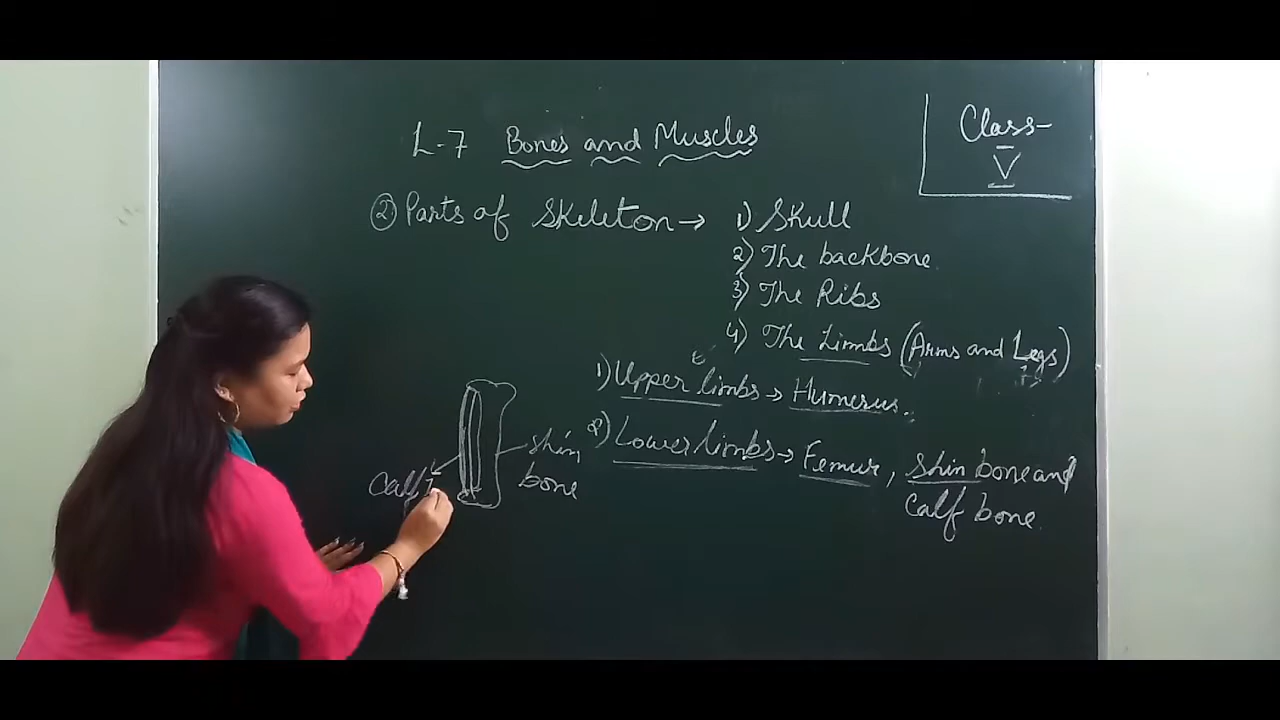 Class-
V
L-7 Bones and Muscles
② Parts of Skeleton → 1) Skull
2) The backbone.
3) The Ribs
4) The Limbs (Arms and Legs)
1) Upper limbs → Humerus.
2) Lower limbs → Femur, Shin bone and
Calf bone.
Shin
bone
Calf